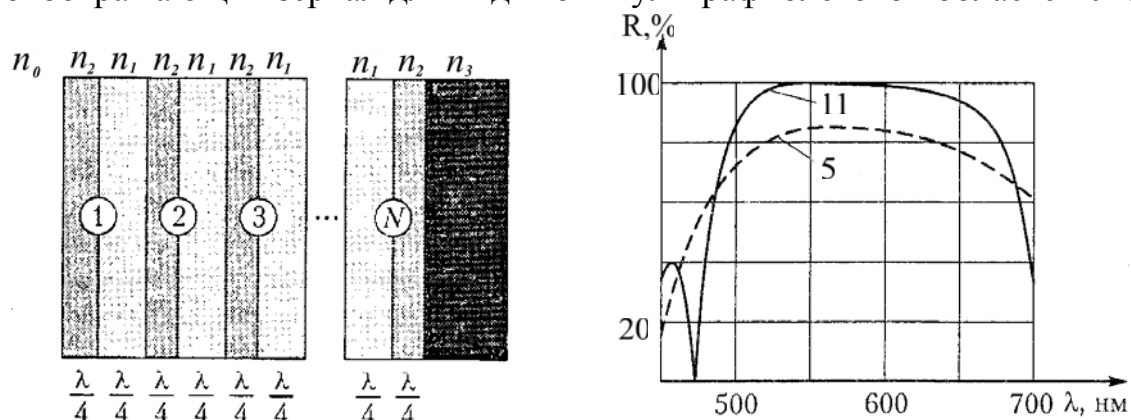 зеркал
n₀ n₂ n₁ n₂ n₁ n₂ n₁ n₁ n₂ n₃
1 2 3 ... N
λ/4 λ/4 λ/4 λ/4 λ/4 λ/4 λ/4 λ/4
R,%
100
11
5
20
500 600 700 λ, нм